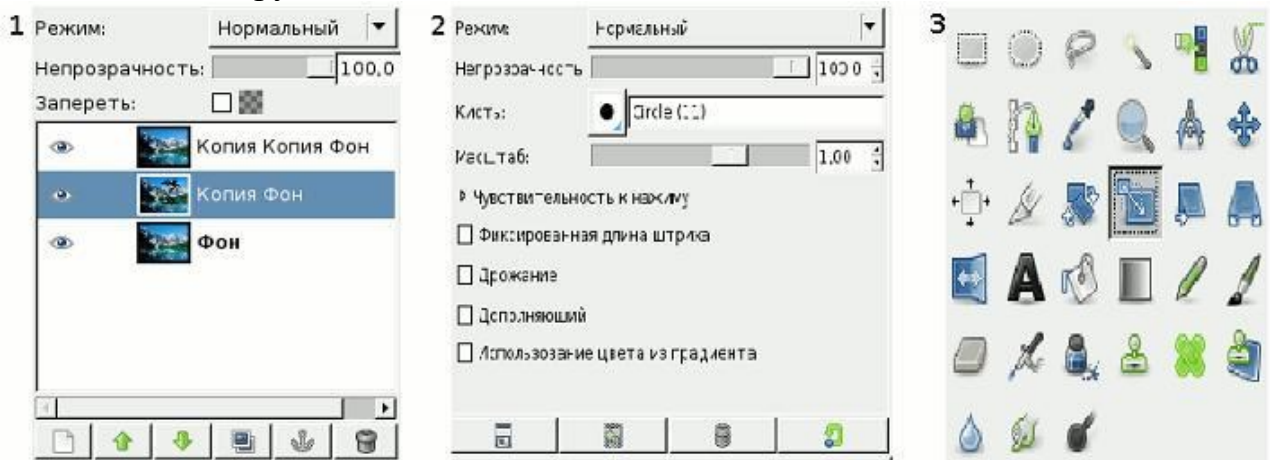 1
Режим: Нормальный
Непрозрачность: 100,0
Запереть:
Копия Копия Фон
Копия Фон
Фон
2
Режим: Нормальный
Непрозрачность 100 0
Кисть: Circle (11)
Масштаб: 1,00
Чувствительность к нажиму
Фиксированная длина штриха
Дрожание
Дополняющий
Использование цвета из градиента
3